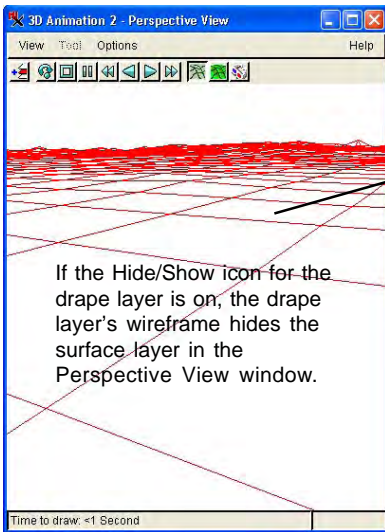 3D Animation 2 - Perspective View
View Tool Options Help
If the Hide/Show icon for the
drape layer is on, the drape
layer's wireframe hides the
surface layer in the
Perspective View window.
Time to draw: <1 Second